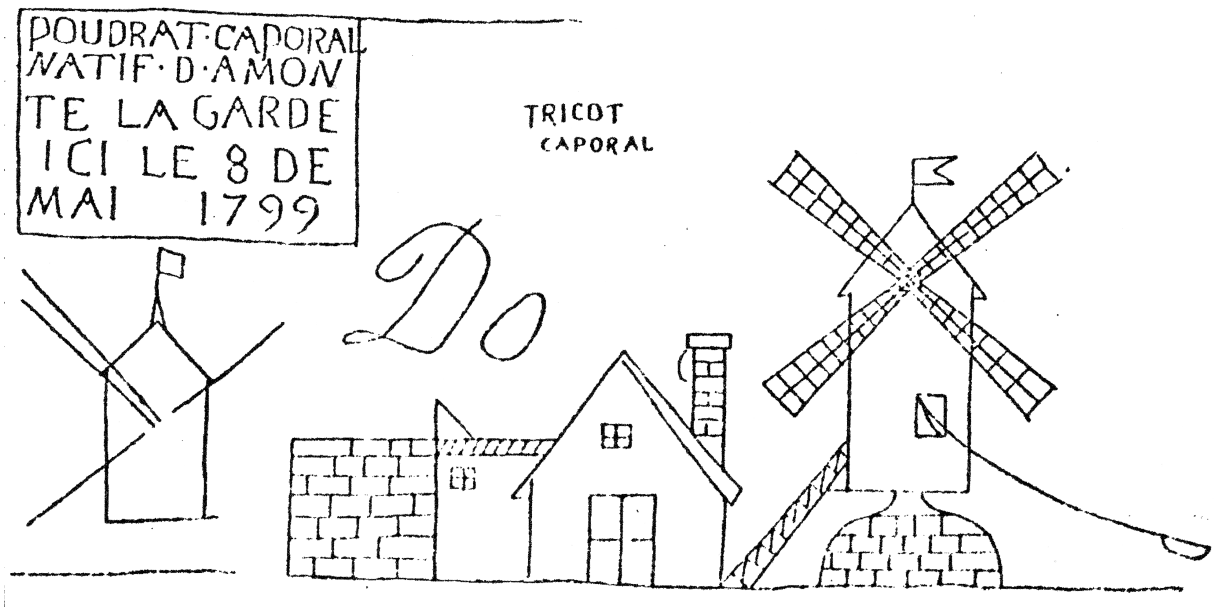 POUDRAT·CAPORAL
NATIF·D·AMON
TE LA GARDE
ICI LE 8 DE
MAI 1799
TRICOT
CAPORAL
Do